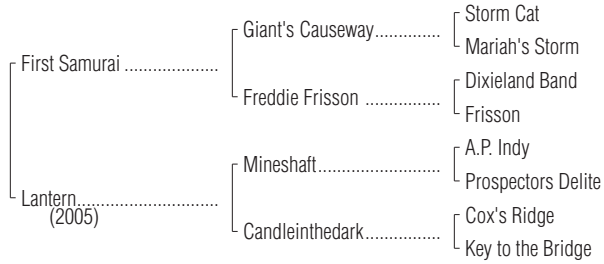 Storm Cat
Giant's Causeway...............
Mariah's Storm
First Samurai .....................
Dixieland Band
Freddie Frisson .................
Frisson
A.P. Indy
Mineshaft............................
Prospectors Delite
Lantern................................
(2005)
Cox's Ridge
Candleinthedark.................
Key to the Bridge